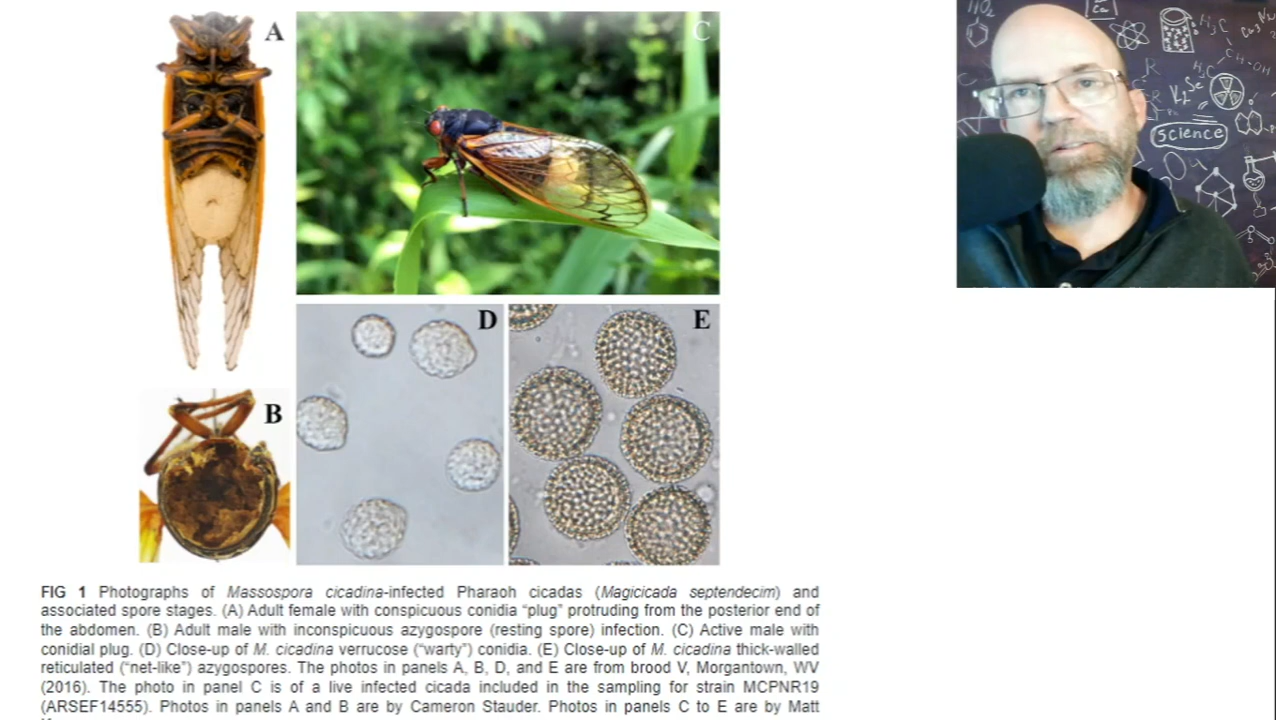 A
C
D
E
B
HO₂
H₃C
CH-OH
R
R
K₂Se
Science
FIG 1 Photographs of Massospora cicadina-infected Pharaoh cicadas (Magicicada septendecim) and
associated spore stages. (A) Adult female with conspicuous conidia “plug” protruding from the posterior end of
the abdomen. (B) Adult male with inconspicuous azygospore (resting spore) infection. (C) Active male with
conidial plug. (D) Close-up of M. cicadina verrucose (“warty”) conidia. (E) Close-up of M. cicadina thick-walled
reticulated (“net-like”) azygospores. The photos in panels A, B, D, and E are from brood V, Morgantown, WV
(2016). The photo in panel C is of a live infected cicada included in the sampling for strain MCPNR19
(ARSEF14555). Photos in panels A and B are by Cameron Stauder. Photos in panels C to E are by Matt